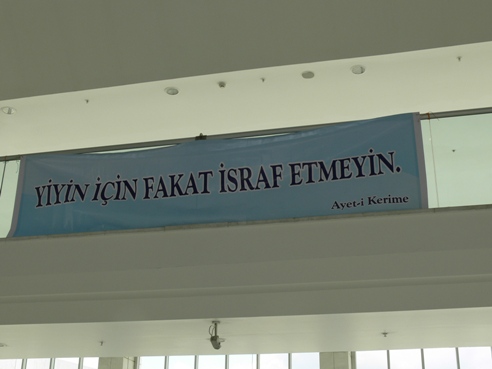 YİYİN İÇİN FAKAT İSRAF ETMEYİN.
Ayet-i Kerime